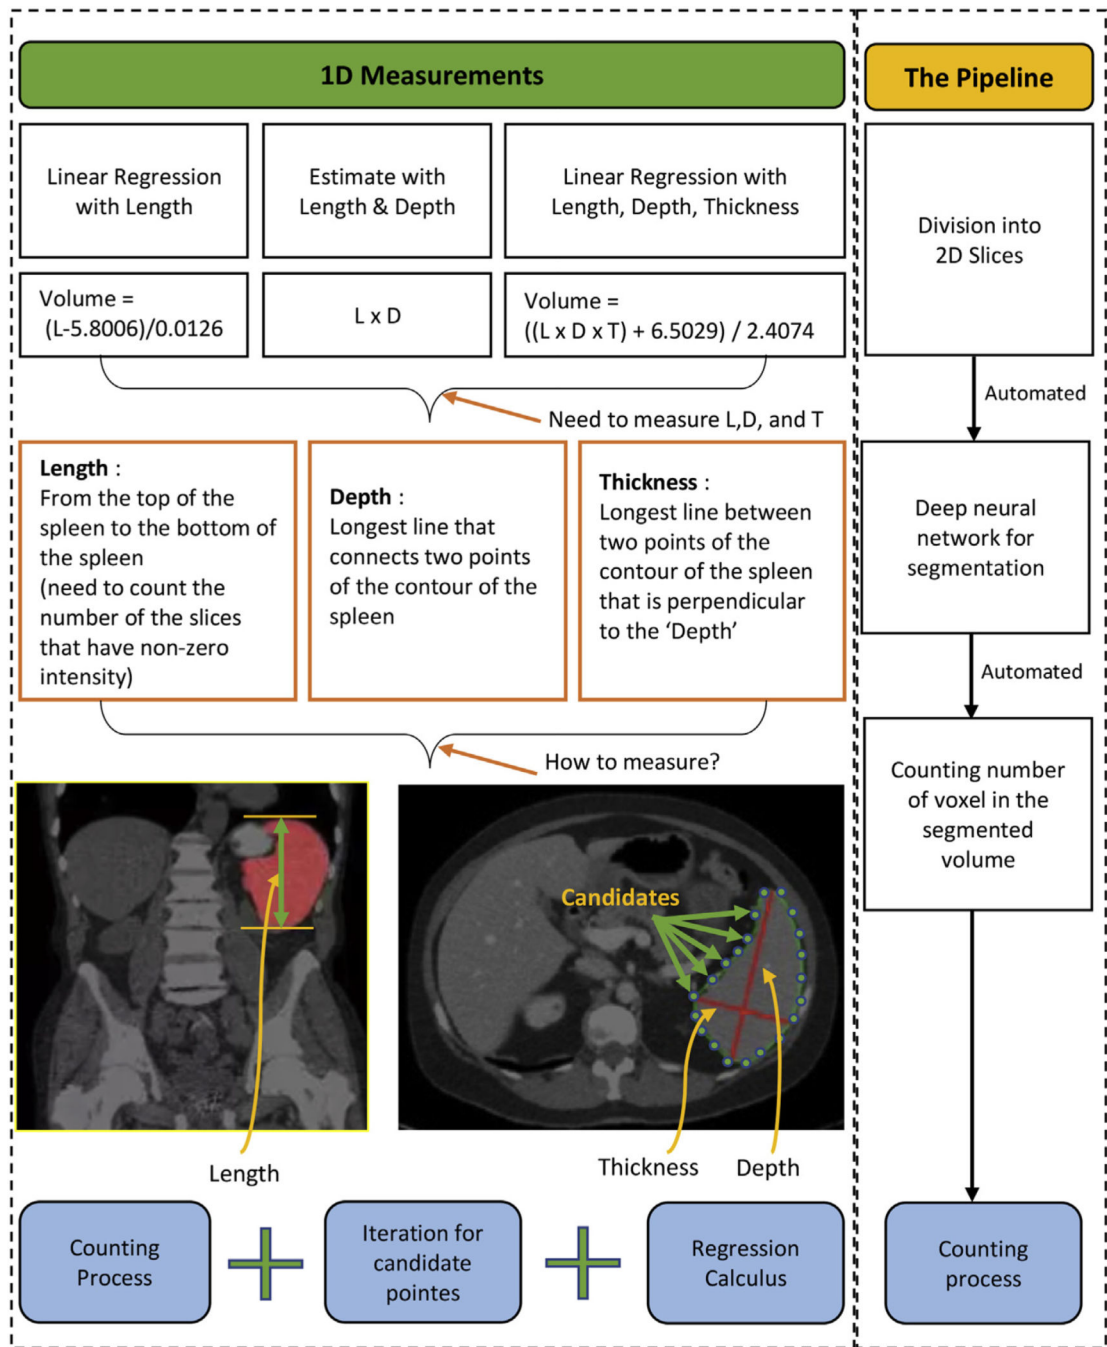 1D Measurements
Linear Regression
with Length
Estimate with
Length & Depth
Linear Regression with
Length, Depth, Thickness
Volume =
(L-5.8006)/0.0126
L x D
Volume =
((L x D x T) + 6.5029) / 2.4074
Need to measure L,D, and T
Length :
From the top of the
spleen to the bottom of
the spleen
(need to count the
number of the slices
that have non-zero
intensity)
Depth :
Longest line that
connects two points
of the contour of the
spleen
Thickness :
Longest line between
two points of the
contour of the spleen
that is perpendicular
to the ‘Depth’
How to measure?
Candidates
Length
Thickness
Depth
Counting
Process
Iteration for
candidate
pointes
Regression
Calculus
The Pipeline
Division into
2D Slices
Automated
Deep neural
network for
segmentation
Automated
Counting number
of voxel in the
segmented
volume
Counting
process